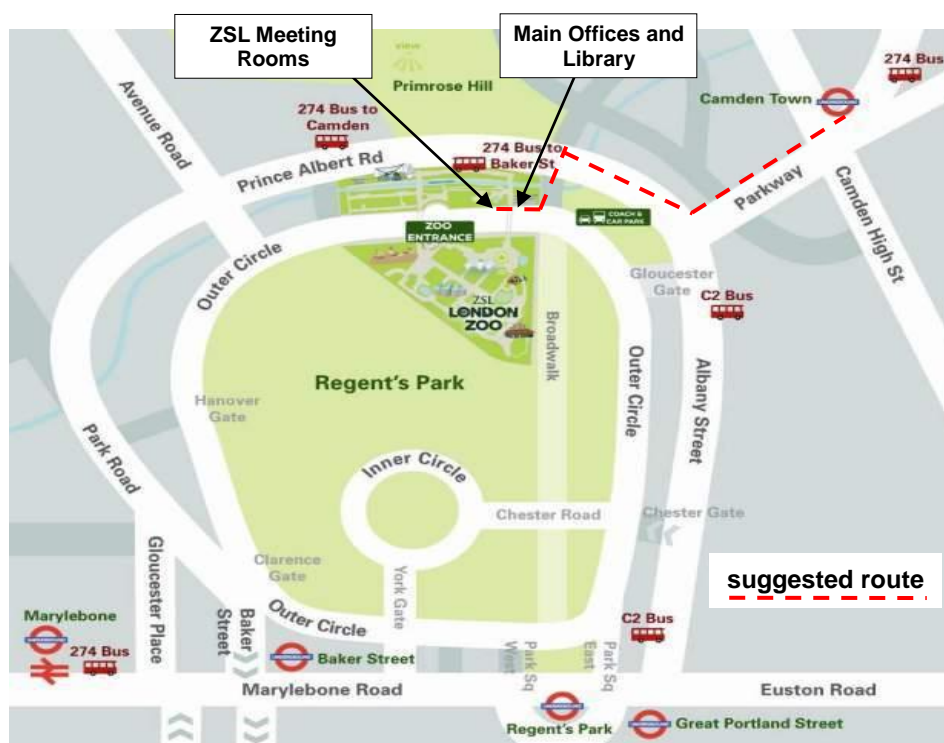 ZSL Meeting
Rooms
Main Offices and
Library
view
Primrose Hill
274 Bus
Camden Town
Avenue Road
274 Bus to
Camden
274 Bus to
Baker St
Prince Albert Rd
Parkway
Camden High St
COACH &
CAR PARK
ZOO
ENTRANCE
Outer Circle
Gloucester
Gate
C2 Bus
ZSL
LONDON
ZOO
Broadwalk
Outer Circle
Albany Street
Regent's Park
Hanover
Gate
Park Road
Inner Circle
Chester Road
Chester Gate
Gloucester Place
Clarence
Gate
York Gate
suggested route
Outer Circle
Marylebone
274 Bus
Baker
Street
Baker Street
C2 Bus
Park Sq
West
Park Sq
East
Marylebone Road
Euston Road
Regent's Park
Great Portland Street